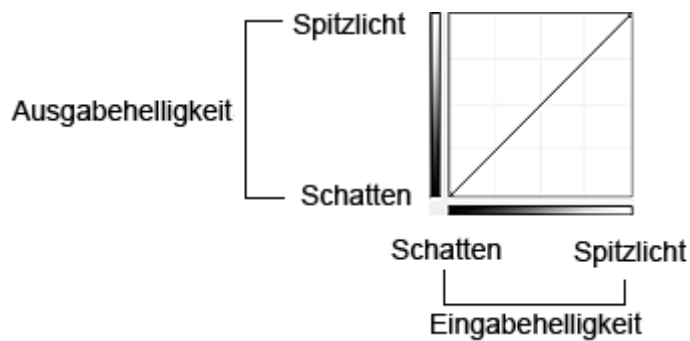 Spitzlicht
Ausgabehelligkeit
Schatten
Schatten Spitzlicht
Eingabehelligkeit